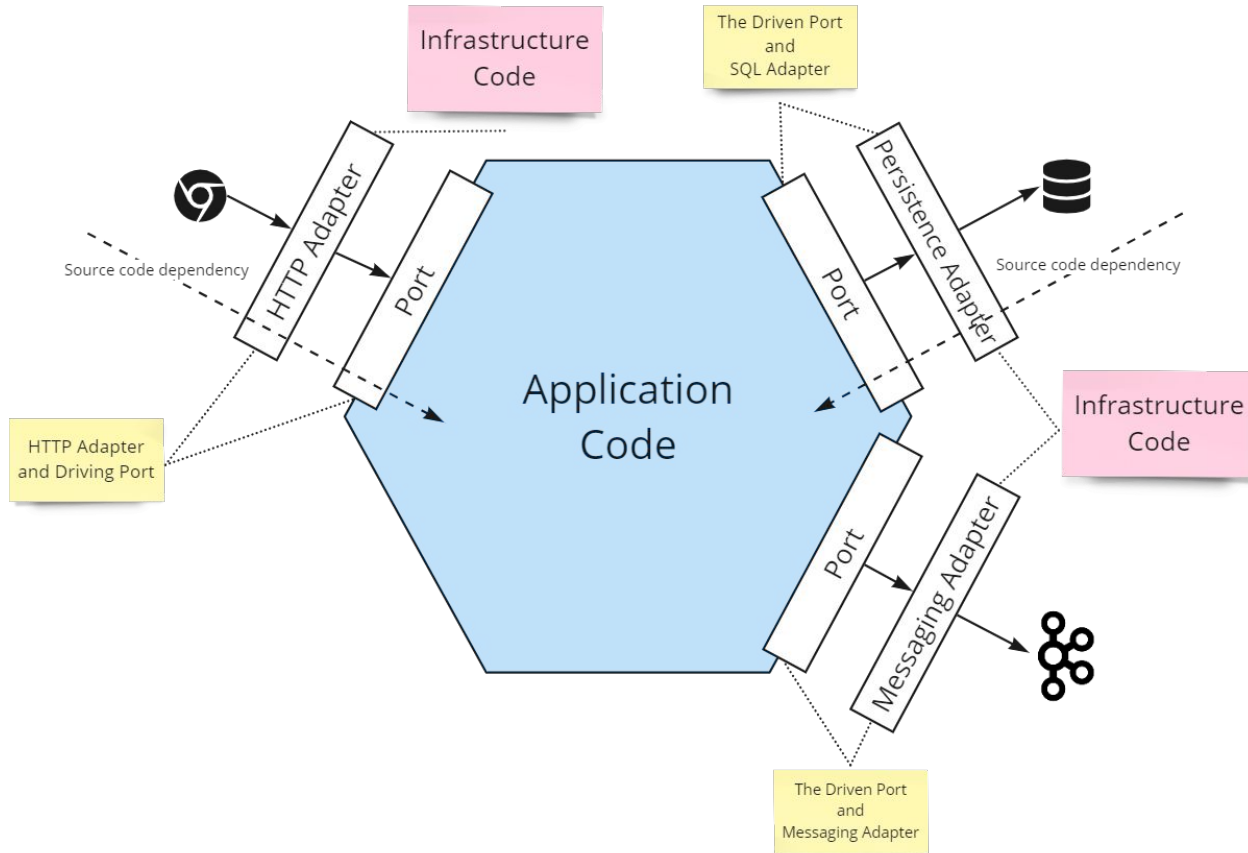 Infrastructure
Code
The Driven Port
and
SQL Adapter
HTTP Adapter
Port
Source code dependency
HTTP Adapter
and Driving Port
Application
Code
Port
Persistence Adapter
Source code dependency
Infrastructure
Code
Port
Messaging Adapter
The Driven Port
and
Messaging Adapter